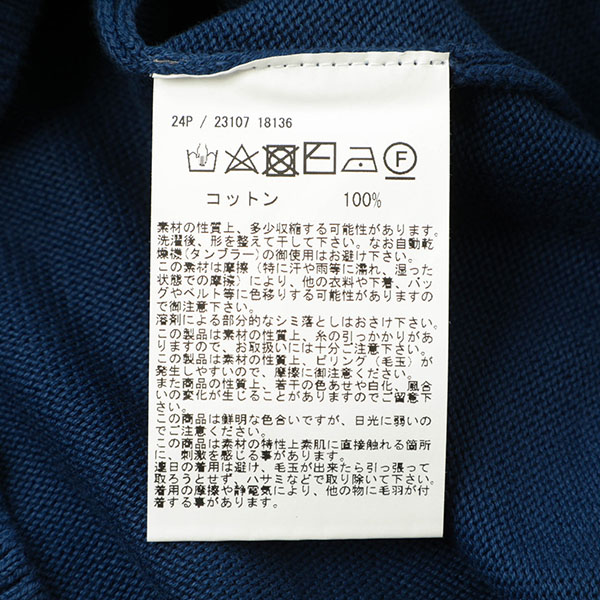 24P / 23107 18136
F
コットン 100%
素材の性質上、多少収縮する可能性があります。
洗濯後、形を整えて干して下さい。なお自動乾
燥機(タンブラー)の御使用はお避け下さい。
この素材は摩擦（特に汗や雨等に濡れ、湿った
状態での摩擦）により、他の衣料や下着、バッ
グやベルト等に色移りする可能性がありますの
で御注意下さい。
溶剤による部分的なシミ落としはおさけ下さい。
この製品は素材の性質上、糸の引っかかりがあ
りますので、お取扱いには十分ご注意下さい。
この製品は素材の性質上、ピリング（毛玉）が
発生しやすいので、摩擦に御注意ください。
また商品の性質上、若干の色あせや白化、風合
いの変化が生じることがありますのでご留意下
さい。
この商品は鮮明な色合いですが、日光に弱いの
でご注意ください。
この商品は素材の特性上素肌に直接触れる箇所
に、刺激を感じる事があります。
連日の着用は避け、毛玉が出来たら引っ張って
取ろうとせず、ハサミなどで取り除いて下さい。
着用の摩擦や静電気により、他の物に毛羽が付
着する事があります。